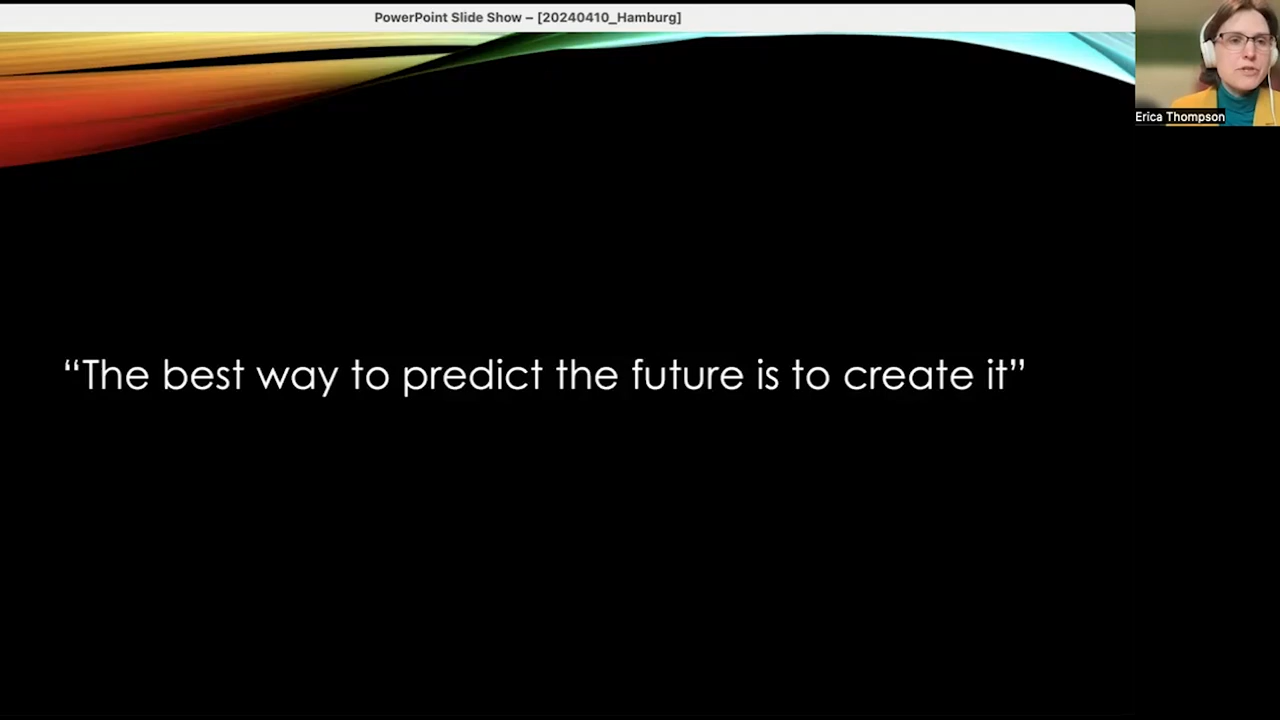 PowerPoint Slide Show – [20240410_Hamburg]
Erica Thompson
“The best way to predict the future is to create it”